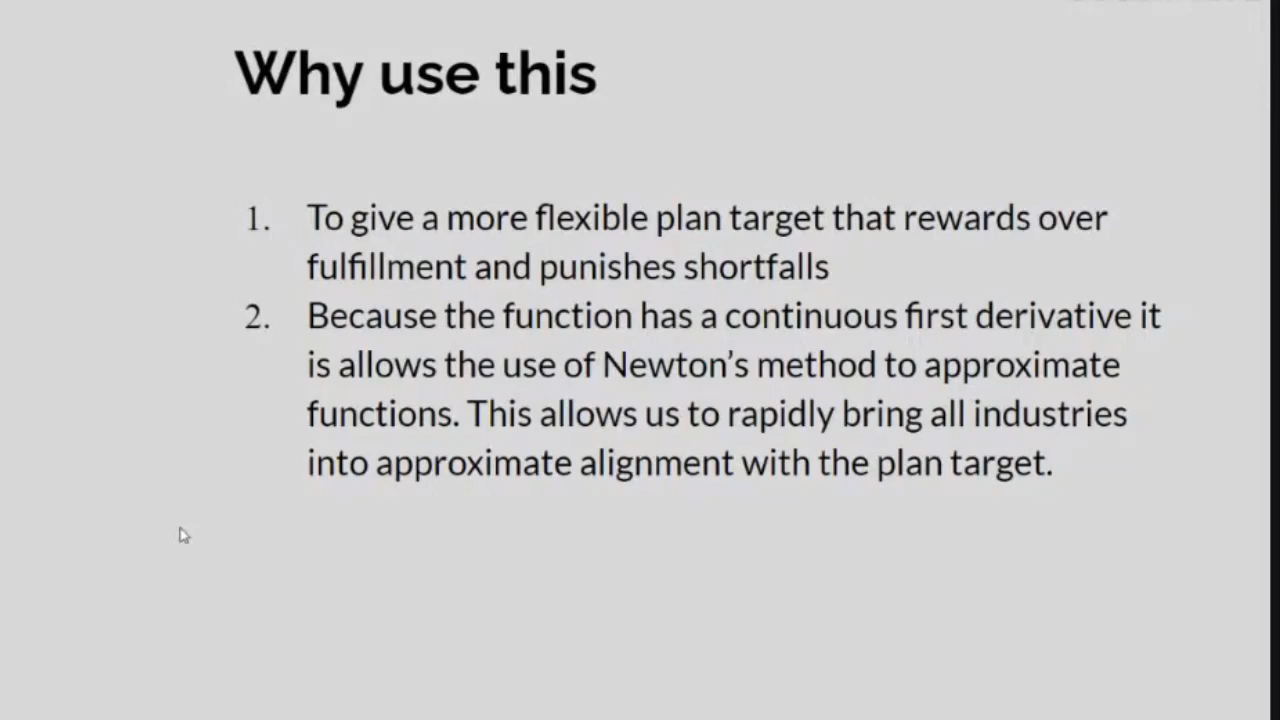 Why use this
1. To give a more flexible plan target that rewards over
fulfillment and punishes shortfalls
2. Because the function has a continuous first derivative it
is allows the use of Newton's method to approximate
functions. This allows us to rapidly bring all industries
into approximate alignment with the plan target.